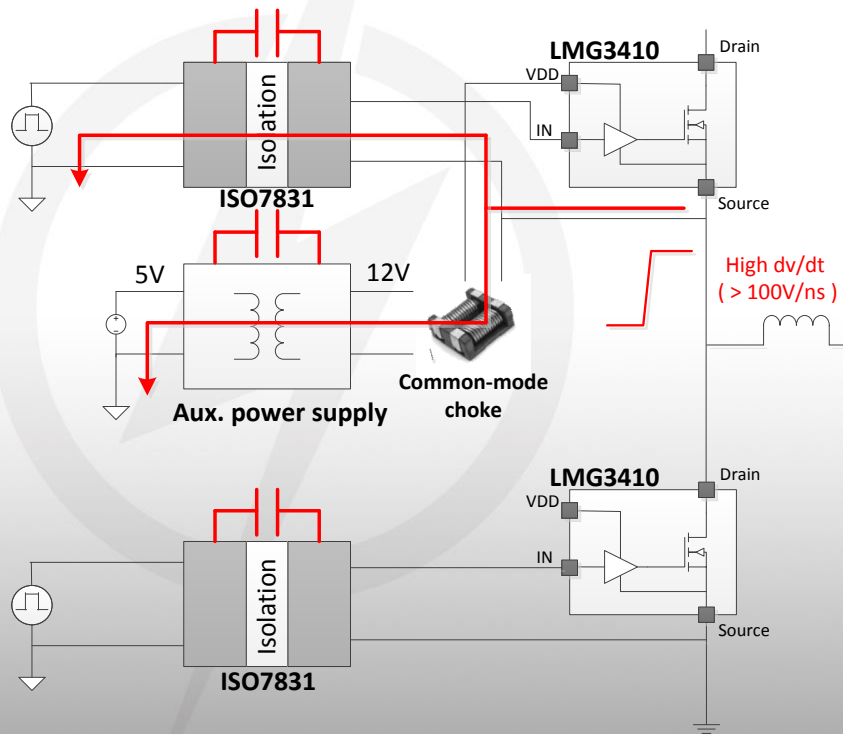 LMG3410
Drain
VDD
IN
Source
Isolation
ISO7831
5V
12V
High dv/dt
( > 100V/ns )
Common-mode
choke
Aux. power supply
LMG3410
Drain
VDD
IN
Source
Isolation
ISO7831